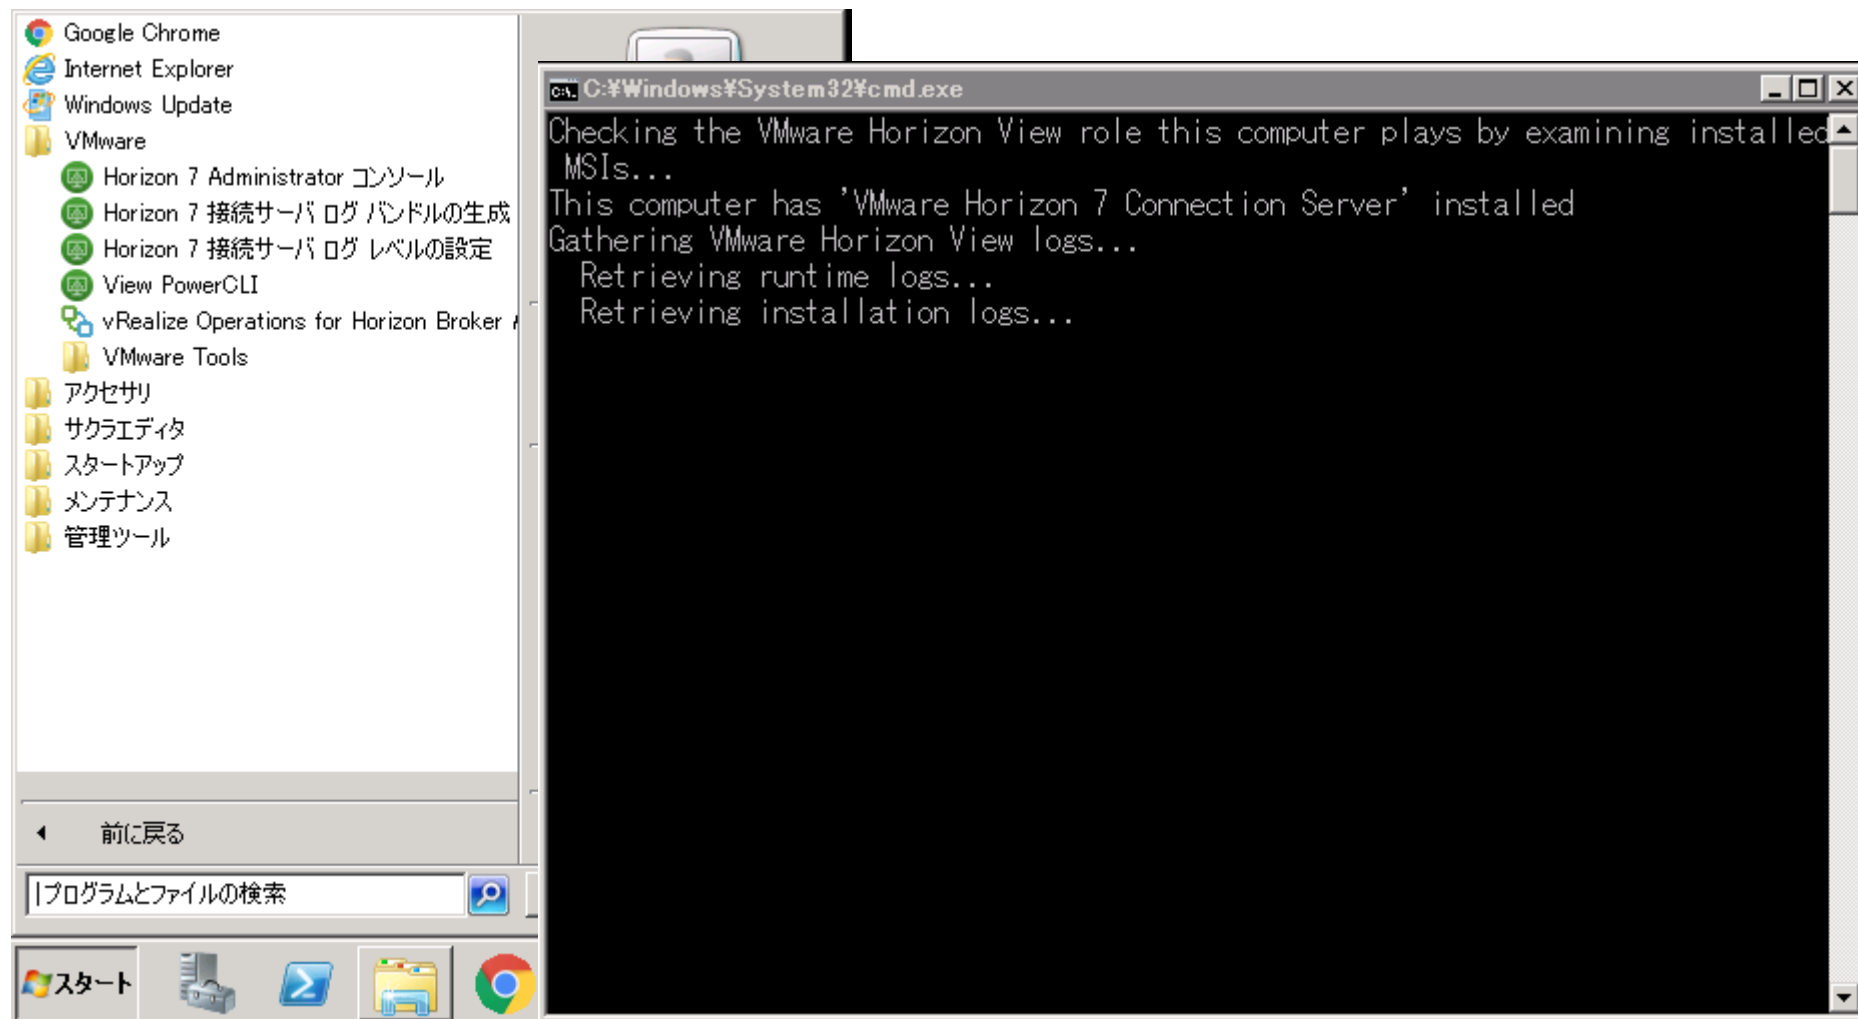 Google Chrome
Internet Explorer
Windows Update
VMware
Horizon 7 Administrator コンソール
Horizon 7 接続サーバ ログ バンドルの生成
Horizon 7 接続サーバ ログ レベルの設定
View PowerCLI
vRealize Operations for Horizon Broker
VMware Tools
アクセサリ
サクラエディタ
スタートアップ
メンテナンス
管理ツール
前に戻る
プログラムとファイルの検索
スタート
C:¥Windows¥System32¥cmd.exe
Checking the VMware Horizon View role this computer plays by examining installed
MSIs...
This computer has 'VMware Horizon 7 Connection Server' installed
Gathering VMware Horizon View logs...
Retrieving runtime logs...
Retrieving installation logs...